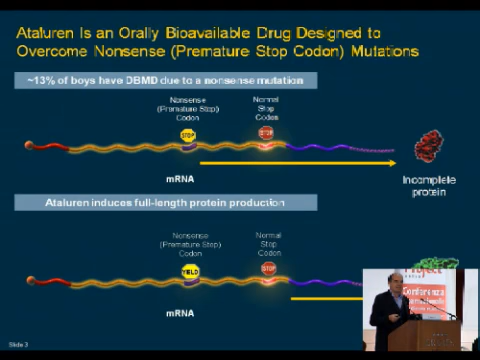 Ataluren Is an Orally Bioavailable Drug Designed to
Overcome Nonsense (Premature Stop Codon) Mutations
~13% of boys have DBMD due to a nonsense mutation
Nonsense
(Premature Stop)
Codon
Normal
Stop
Codon
STOP
STOP
mRNA
Incomplete
protein
Ataluren induces full-length protein production
Nonsense
(Premature Stop)
Codon
Normal
Stop
Codon
YIELD
STOP
mRNA
Project
Conferenza
Slide 3